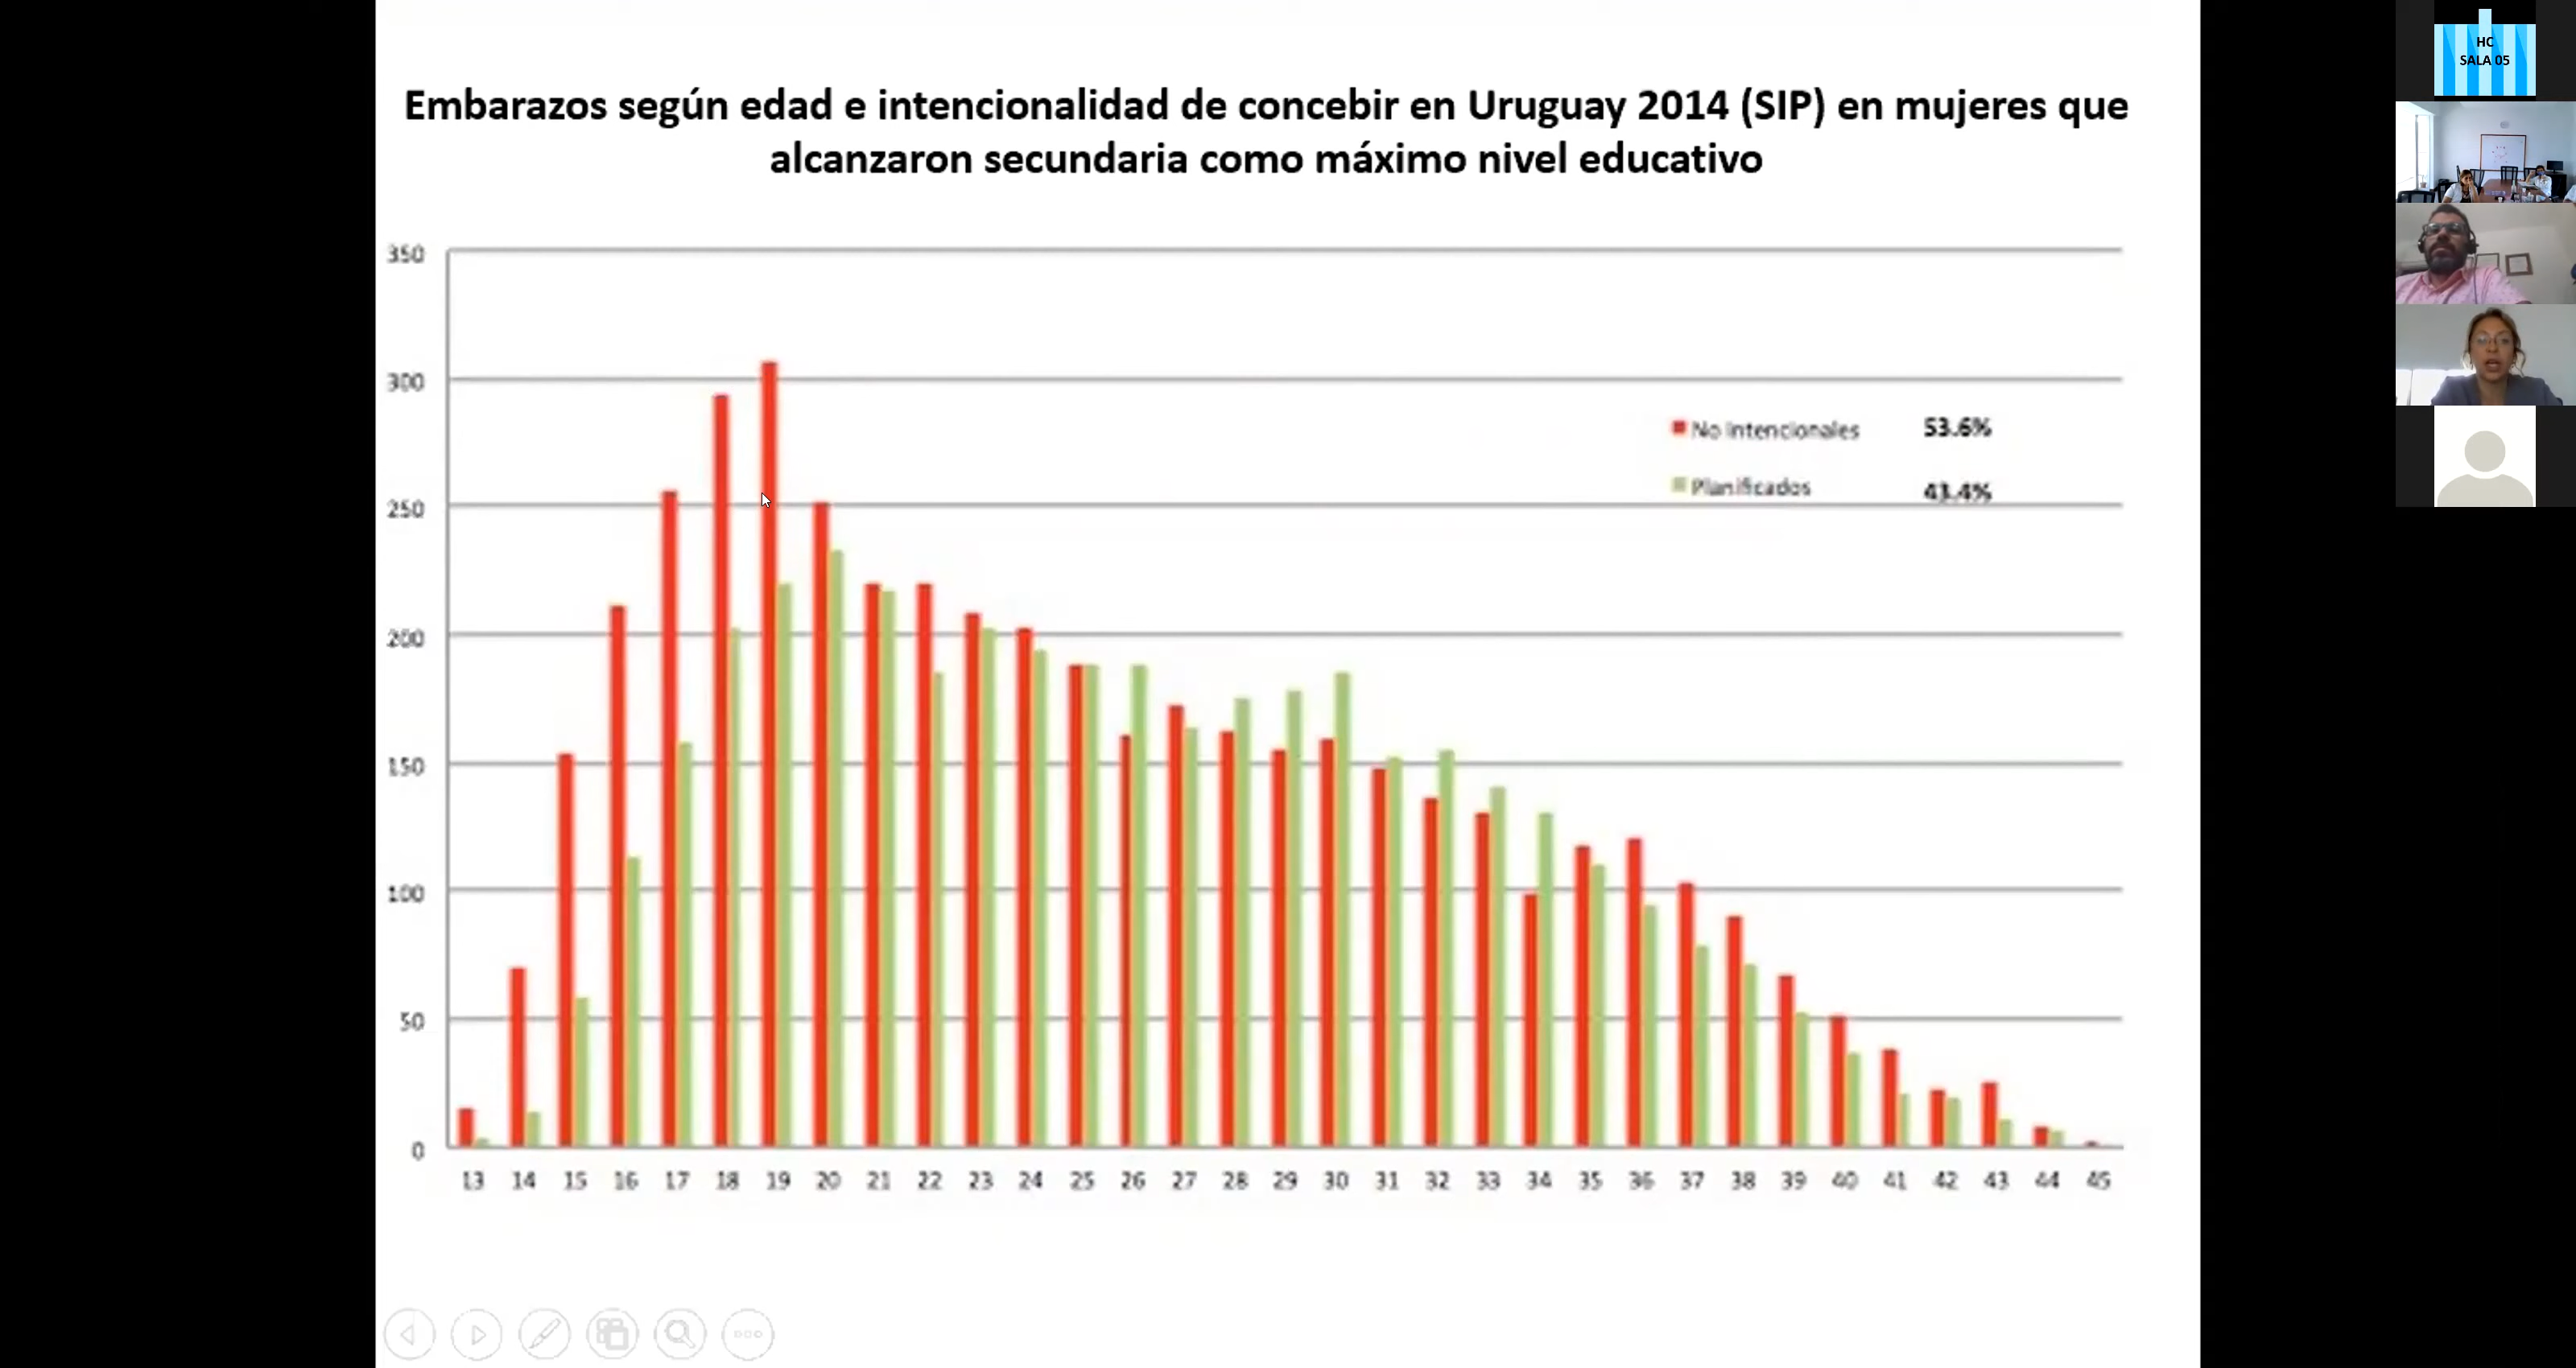 Embarazos según edad e intencionalidad de concebir en Uruguay 2014 (SIP) en mujeres que
alcanzaron secundaria como máximo nivel educativo
350
300
250
200
150
100
50
0
No Intencionales 53.6%
Planificados 43.4%
13 14 15 16 17 18 19 20 21 22 23 24 25 26 27 28 29 30 31 32 33 34 35 36 37 38 39 40 41 42 43 44 45
HC
SALA 05